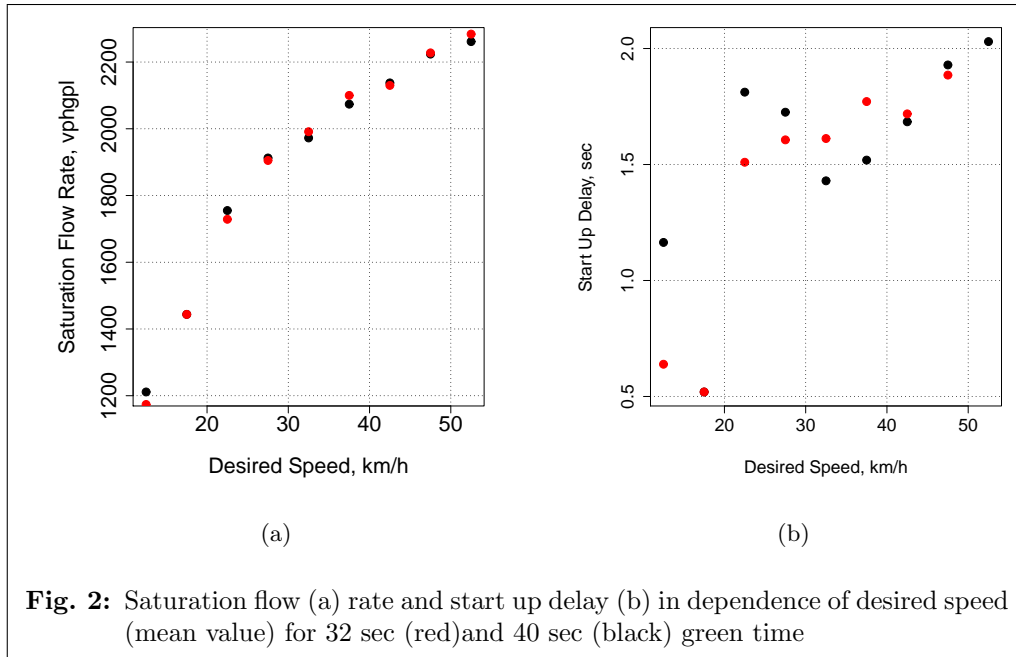 Saturation Flow Rate, vphgpl
2200
2000
1800
1600
1400
1200
20
30
40
50
Desired Speed, km/h
(a)
Start Up Delay, sec
2.0
1.5
1.0
0.5
20
30
40
50
Desired Speed, km/h
(b)
Fig. 2: Saturation flow (a) rate and start up delay (b) in dependence of desired speed
(mean value) for 32 sec (red)and 40 sec (black) green time